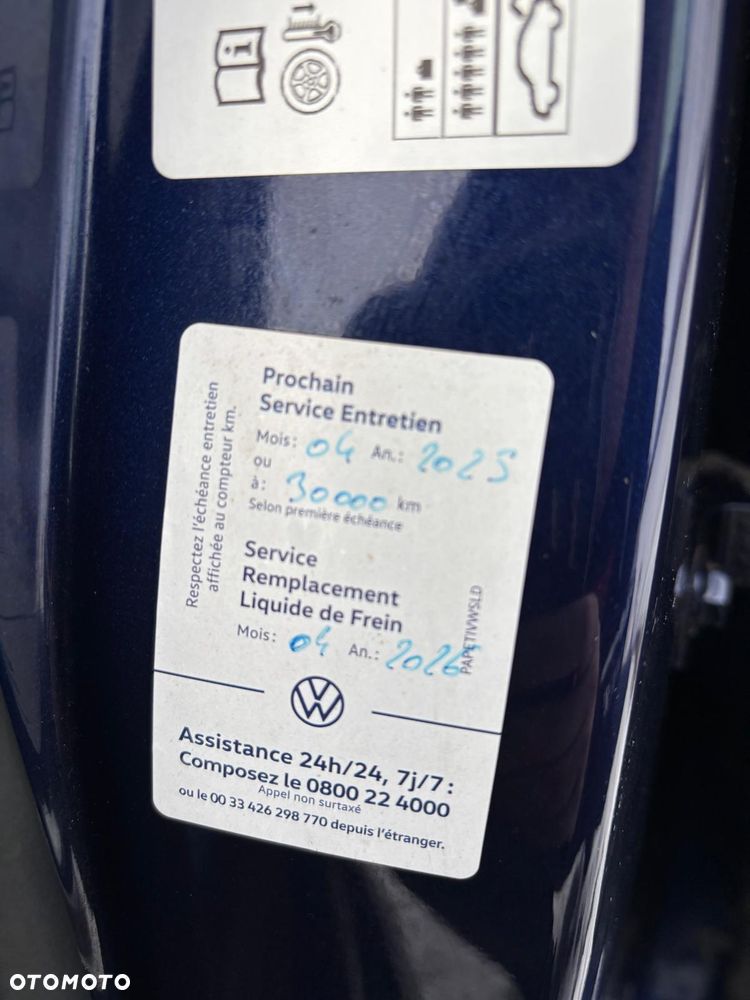 Respectez l'échéance entretien
affichée au compteur km.
Prochain
Service Entretien
Mois: 04 An.: 2025
ou
à: 30000 km
Selon première échéance
Service
Remplacement
Liquide de Frein
Mois: 04 An.: 2026
PAPETIVWSLD
Assistance 24h/24, 7j/7:
Composez le 0800 22 4000
Appel non surtaxé
ou le 00 33 426 298 770 depuis l'étranger.
OTOMOTO